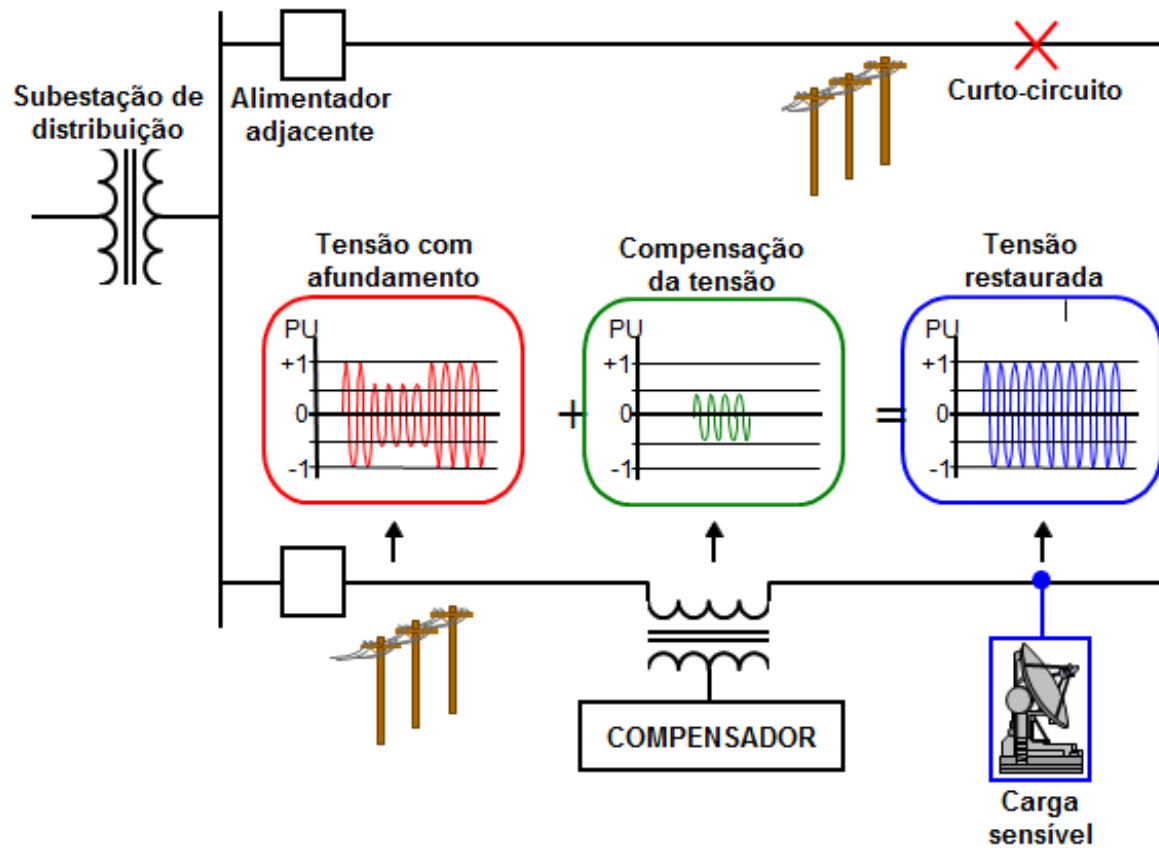 Subestação de
distribuição
Alimentador
adjacente
Curto-circuito
Tensão com
afundamento
Compensação
da tensão
Tensão
restaurada
PU
+1
0
-1
+
PU
+1
0
-1
=
PU
+1
0
-1
COMPENSADOR
Carga
sensível